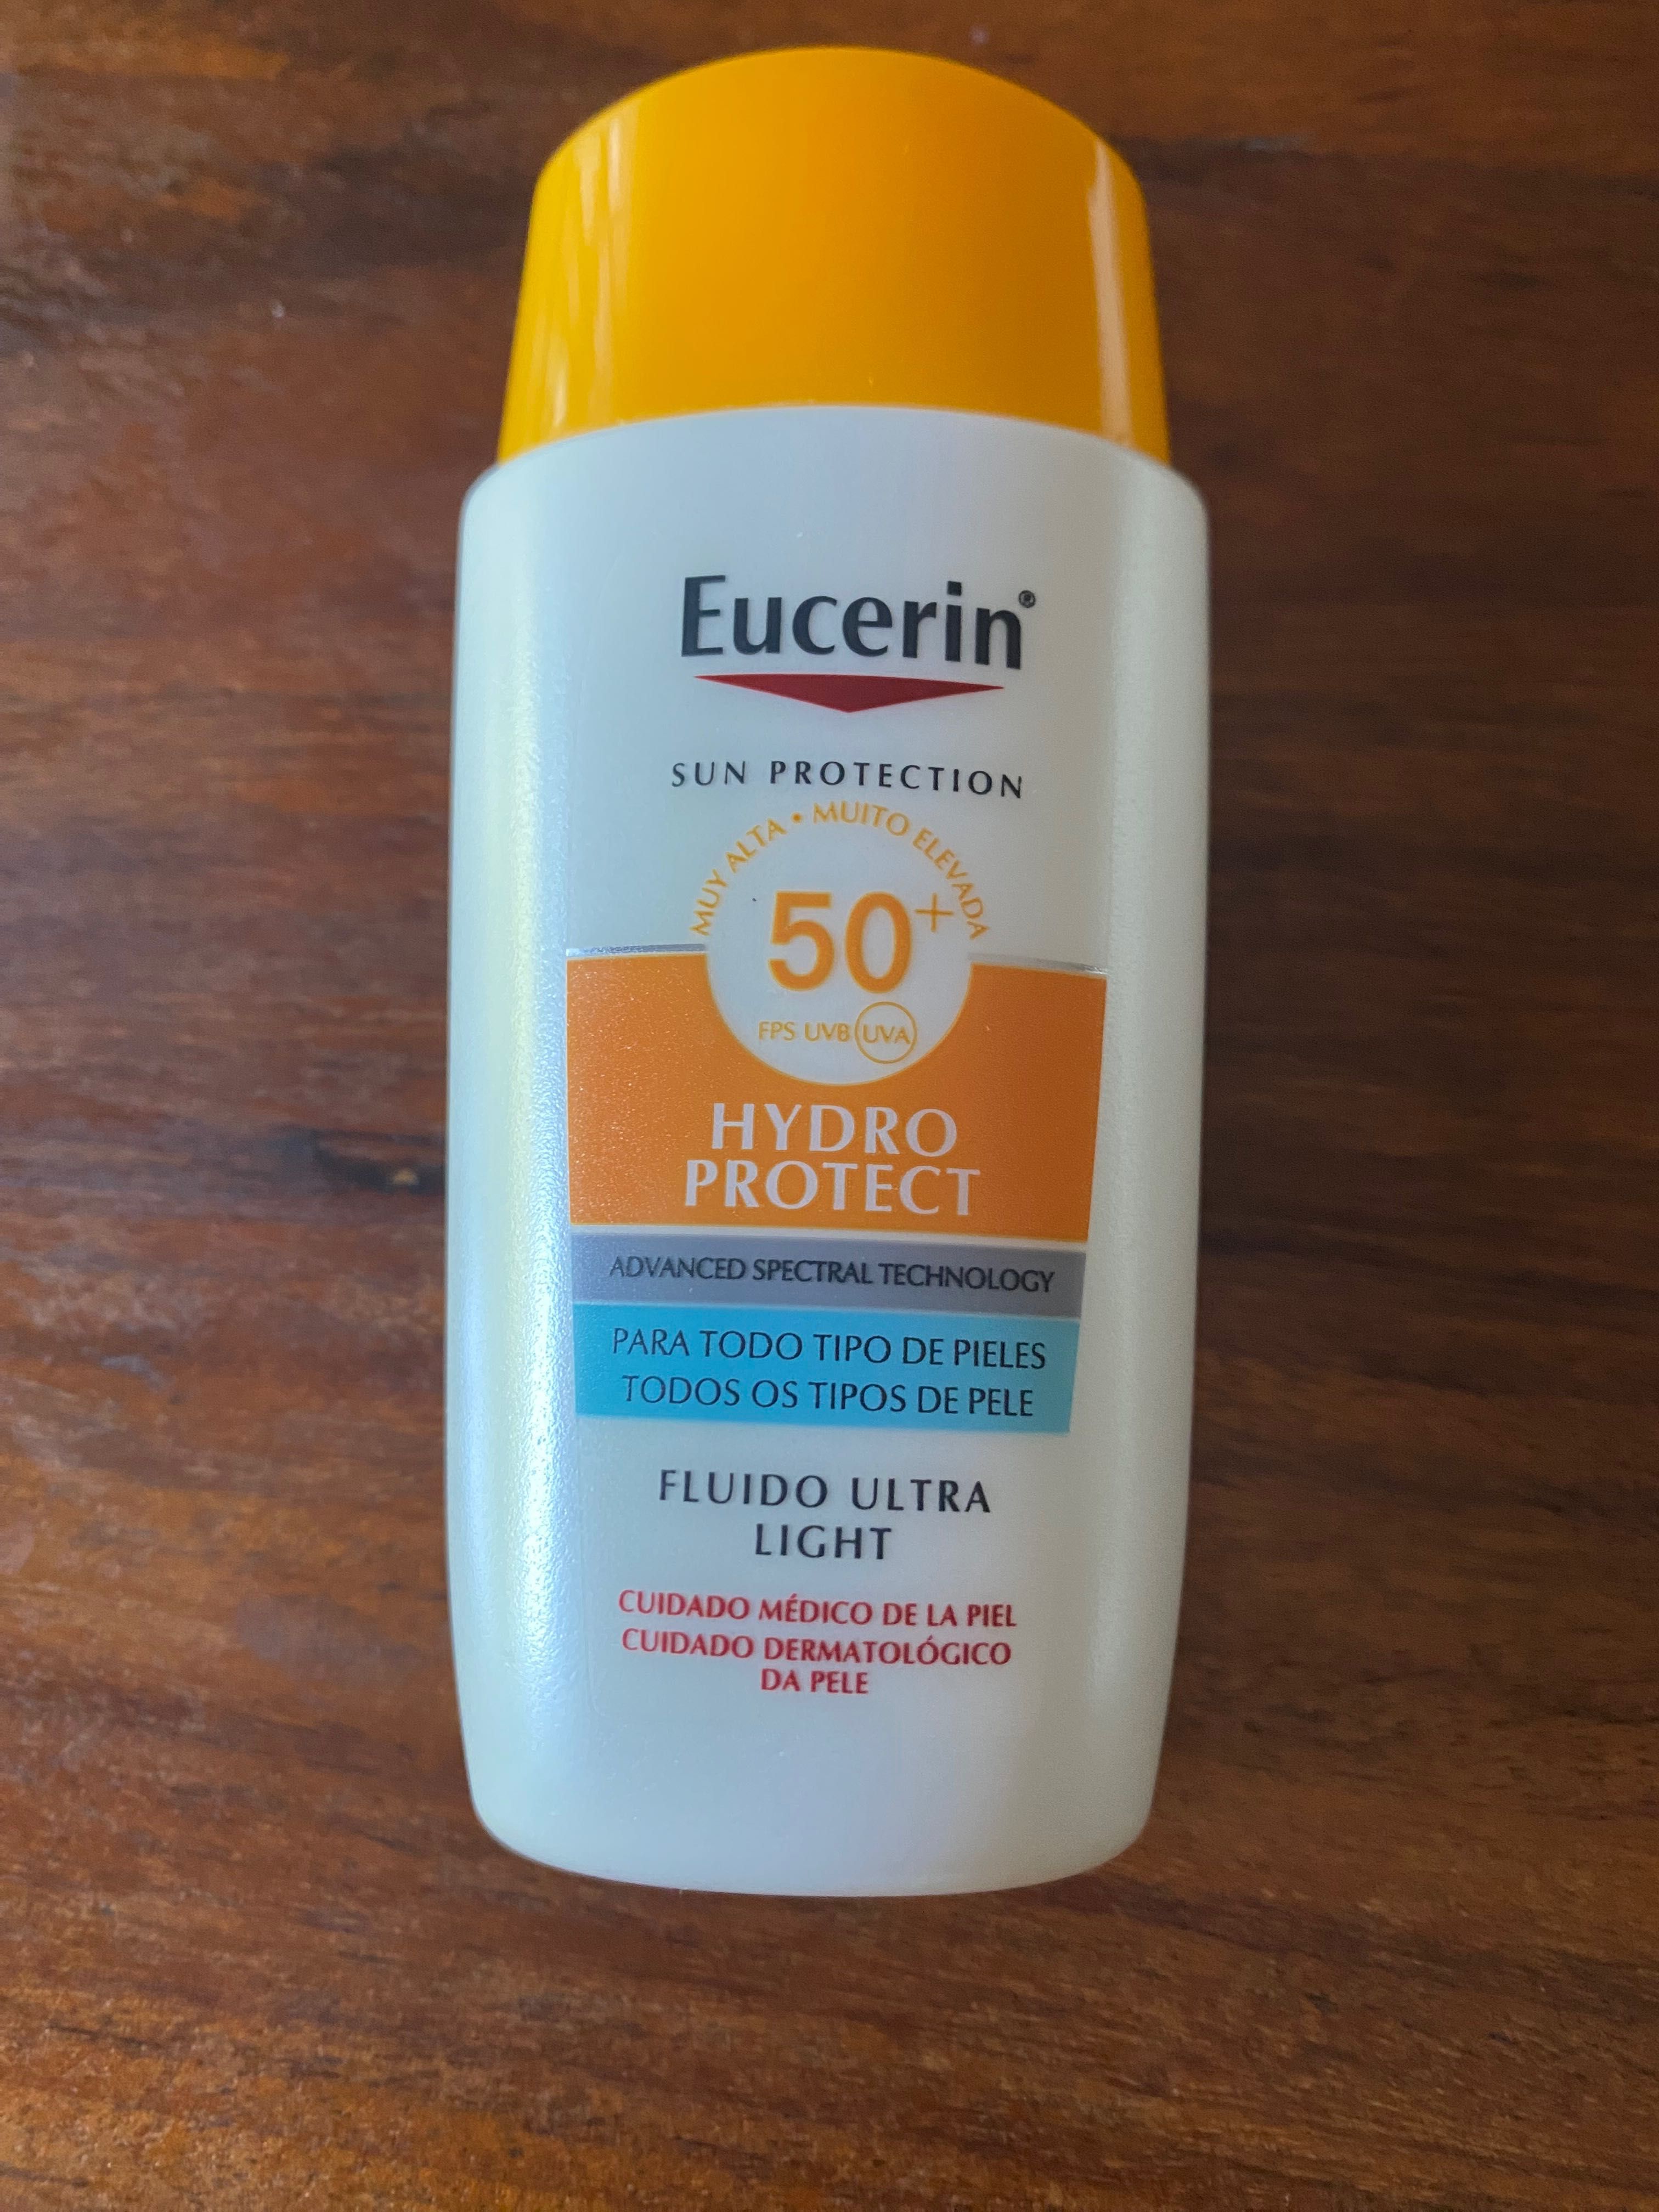 Eucerin®
SUN PROTECTION
MUY ALTA • MUITO ELEVADA
50+
FPS UVB UVA
HYDRO
PROTECT
ADVANCED SPECTRAL TECHNOLOGY
PARA TODO TIPO DE PIELES
TODOS OS TIPOS DE PELE
FLUIDO ULTRA
LIGHT
CUIDADO MÉDICO DE LA PIEL
CUIDADO DERMATOLÓGICO
DA PELE